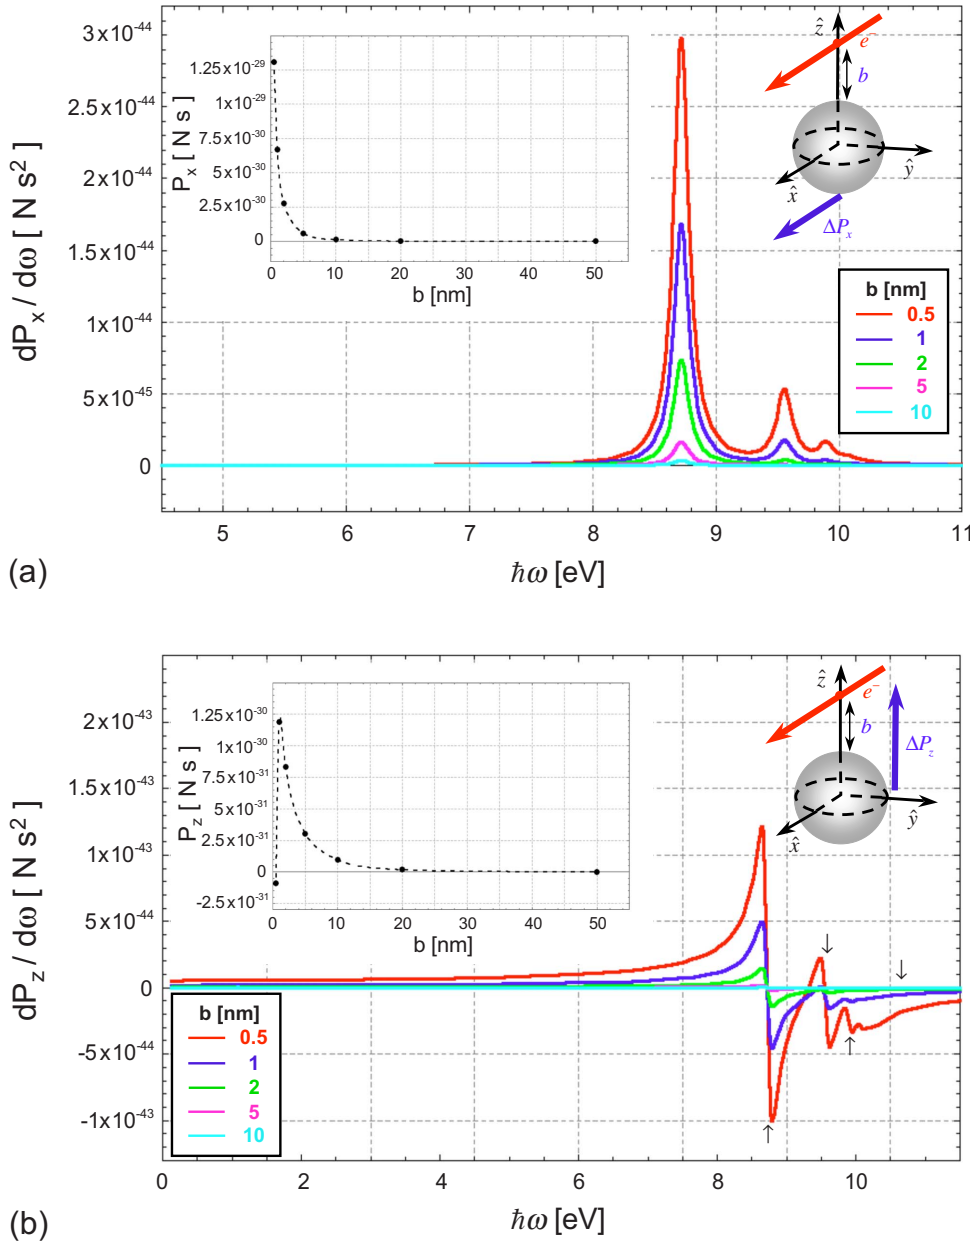 3x10⁻⁴⁴
2.5x10⁻⁴⁴
2x10⁻⁴⁴
1.5x10⁻⁴⁴
1x10⁻⁴⁴
5x10⁻⁴⁵
0
dPₓ / dω [ N s² ]
1.25x10⁻²⁹
1x10⁻²⁹
7.5x10⁻³⁰
5x10⁻³⁰
2.5x10⁻³⁰
0
Pₓ [ N s ]
0 10 20 30 40 50
b [nm]
ẑ
e⁻
b
ŷ
x̂
ΔPₓ
b [nm]
0.5
1
2
5
10
5 6 7 8 9 10 11
(a)
ħω [eV]
2x10⁻⁴³
1.5x10⁻⁴³
1x10⁻⁴³
5x10⁻⁴⁴
0
-5x10⁻⁴⁴
-1x10⁻⁴³
dP_z / dω [ N s² ]
1.25x10⁻³⁰
1x10⁻³⁰
7.5x10⁻³¹
5x10⁻³¹
2.5x10⁻³¹
0
-2.5x10⁻³¹
P_z [ N s ]
0 10 20 30 40 50
b [nm]
ẑ
e⁻
b
ΔP_z
ŷ
x̂
↓ ↓
↑ ↑
b [nm]
0.5
1
2
5
10
0 2 4 6 8 10
(b)
ħω [eV]